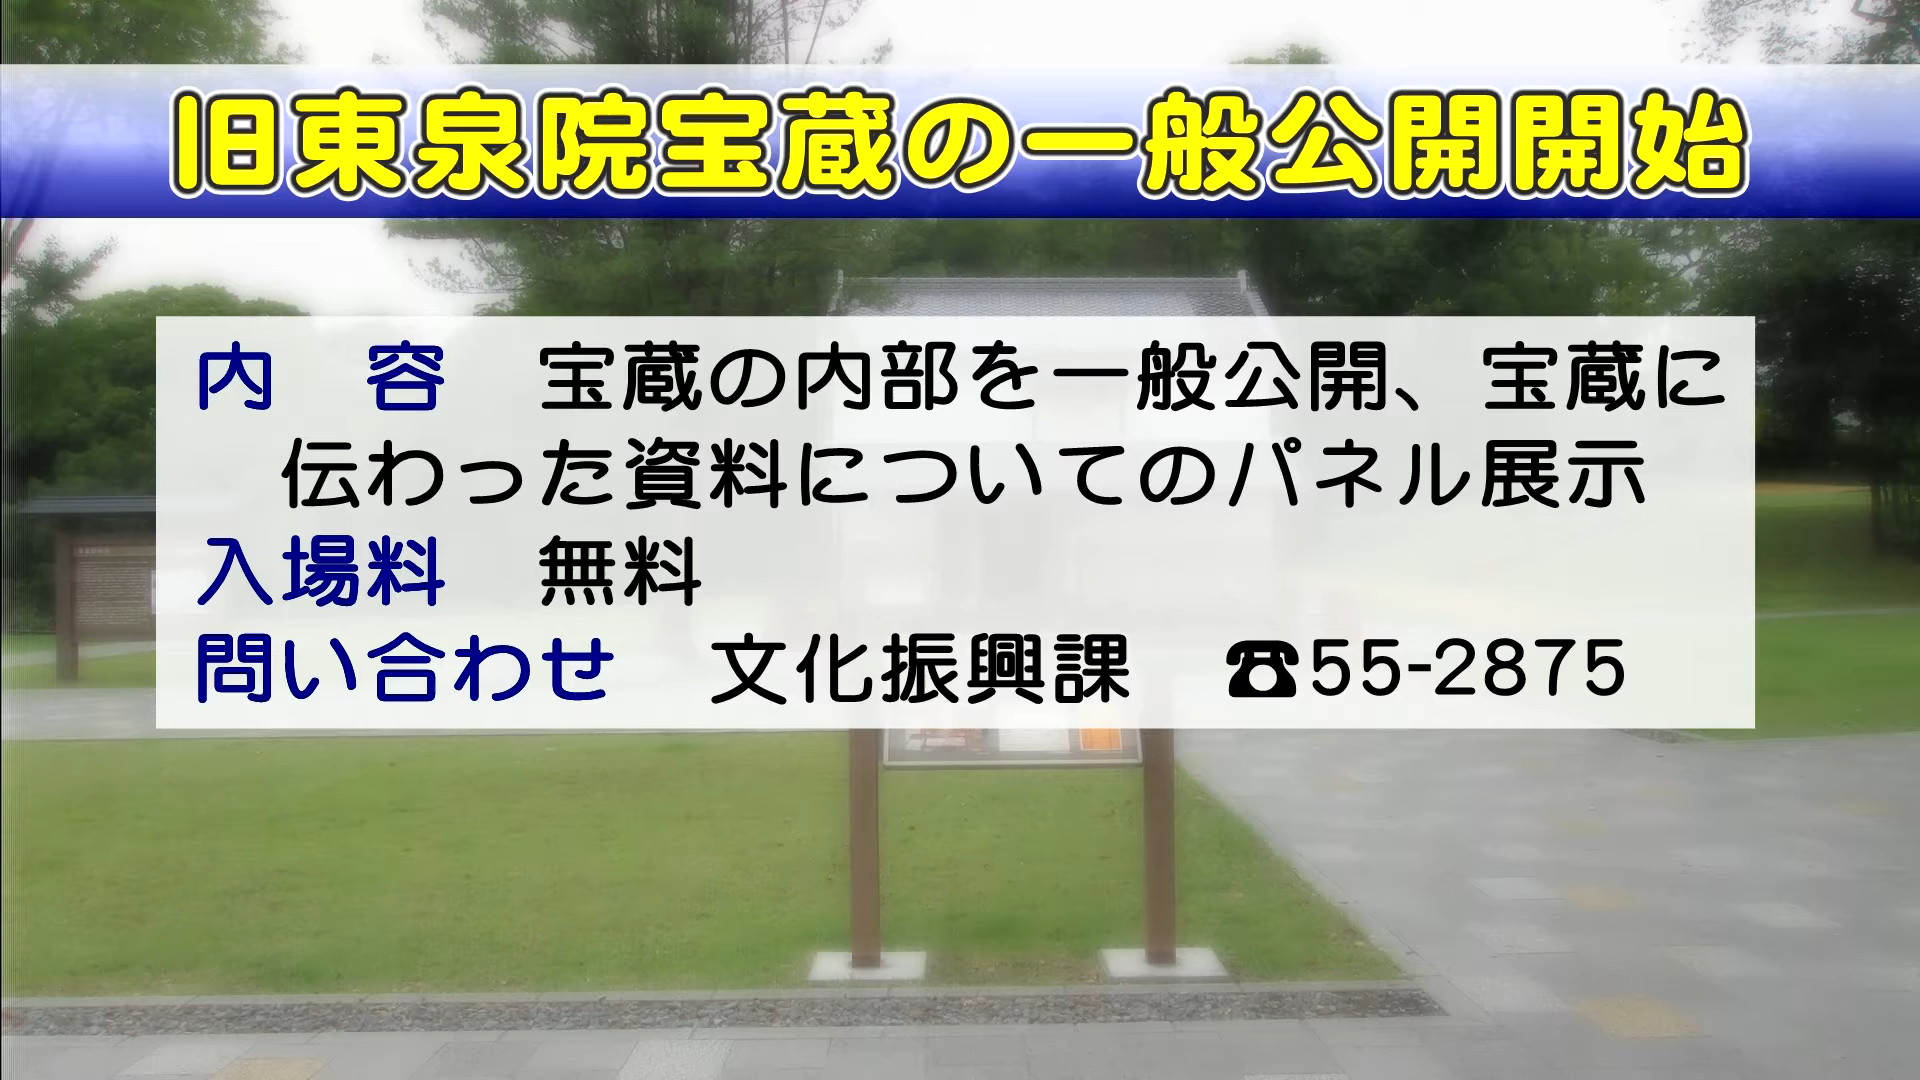 旧東泉院宝蔵の一般公開開始
内　容　宝蔵の内部を一般公開、宝蔵に
伝わった資料についてのパネル展示
入場料　無料
問い合わせ　文化振興課　☎55-2875